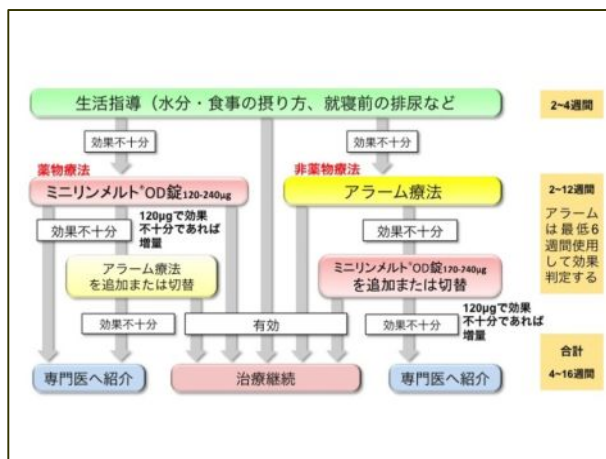 生活指導（水分・食事の摂り方、就寝前の排尿など
2~4週間
効果不十分
効果不十分
薬物療法
非薬物療法
ミニリンメルト®OD錠120-240μg
アラーム療法
2~12週間
アラーム
は最低6
週間使用
して効果
判定する
効果不十分
120μgで効果
不十分であれば
増量
効果不十分
アラーム療法
を追加または切替
ミニリンメルト®OD錠120-240μg
を追加または切替
効果不十分
有効
効果不十分
120μgで効果
不十分であれば
増量
専門医へ紹介
治療継続
専門医へ紹介
合計
4~16週間